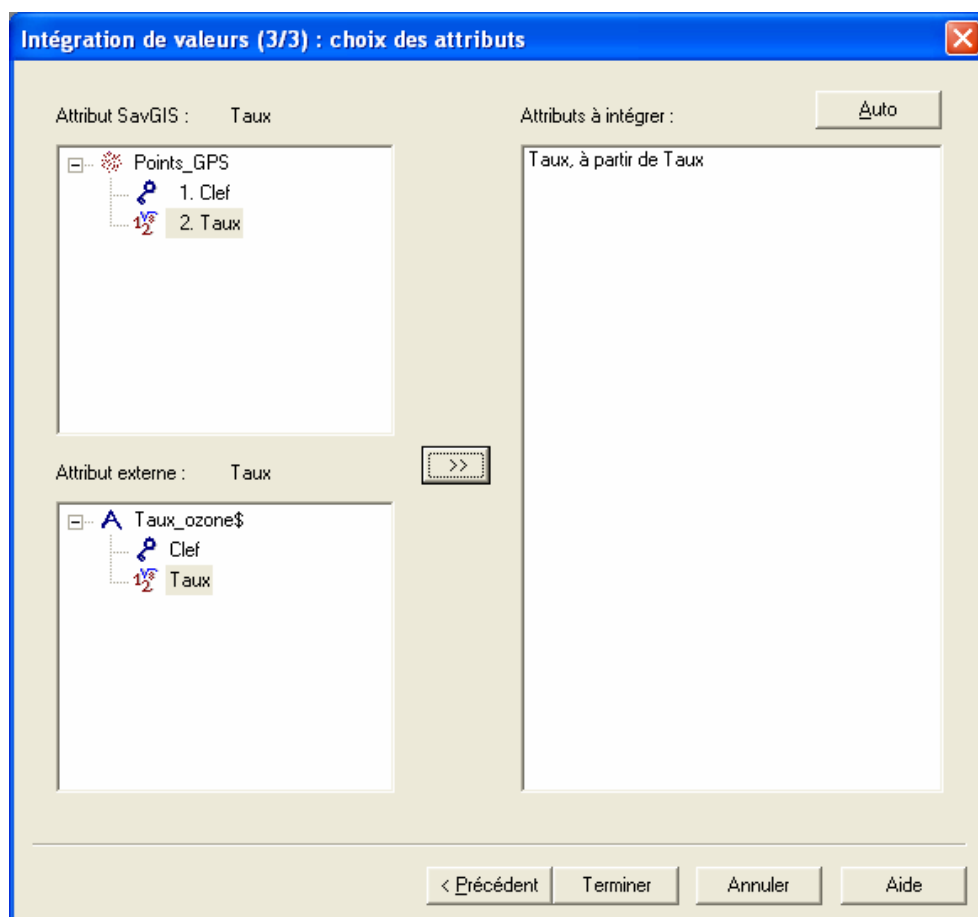 Intégration de valeurs (3/3) : choix des attributs
Attribut SavGIS : Taux
Points_GPS
1. Clef
2. Taux
Attribut externe : Taux
Taux_ozone$
Clef
Taux
>>
Attributs à intégrer :
Auto
Taux, à partir de Taux
< Précédent
Terminer
Annuler
Aide